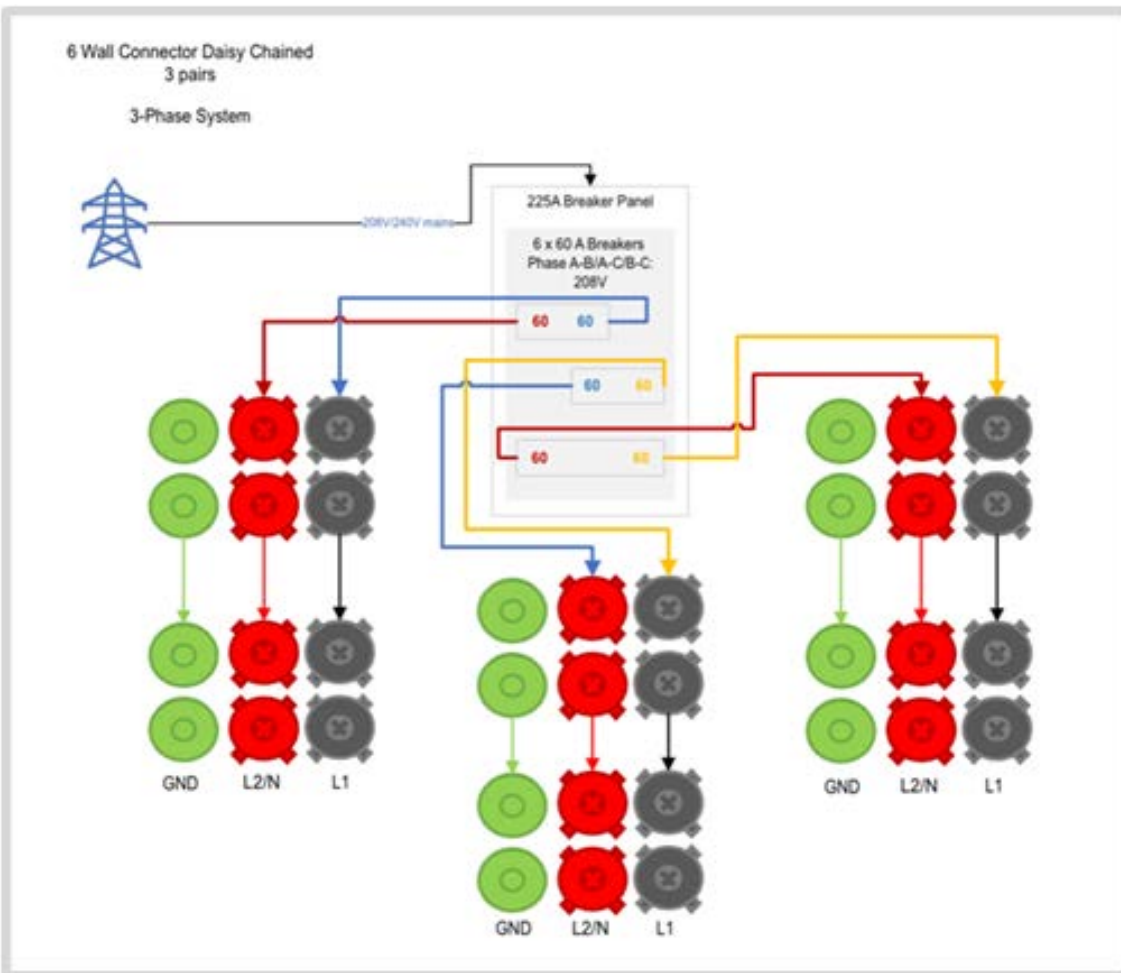 6 Wall Connector Daisy Chained
3 pairs
3-Phase System
208V/240V mains
225A Breaker Panel
6 x 60 A Breakers
Phase A-B/A-C/B-C:
208V
60 60
60 60
60 60
GND L2/N L1
GND L2/N L1
GND L2/N L1